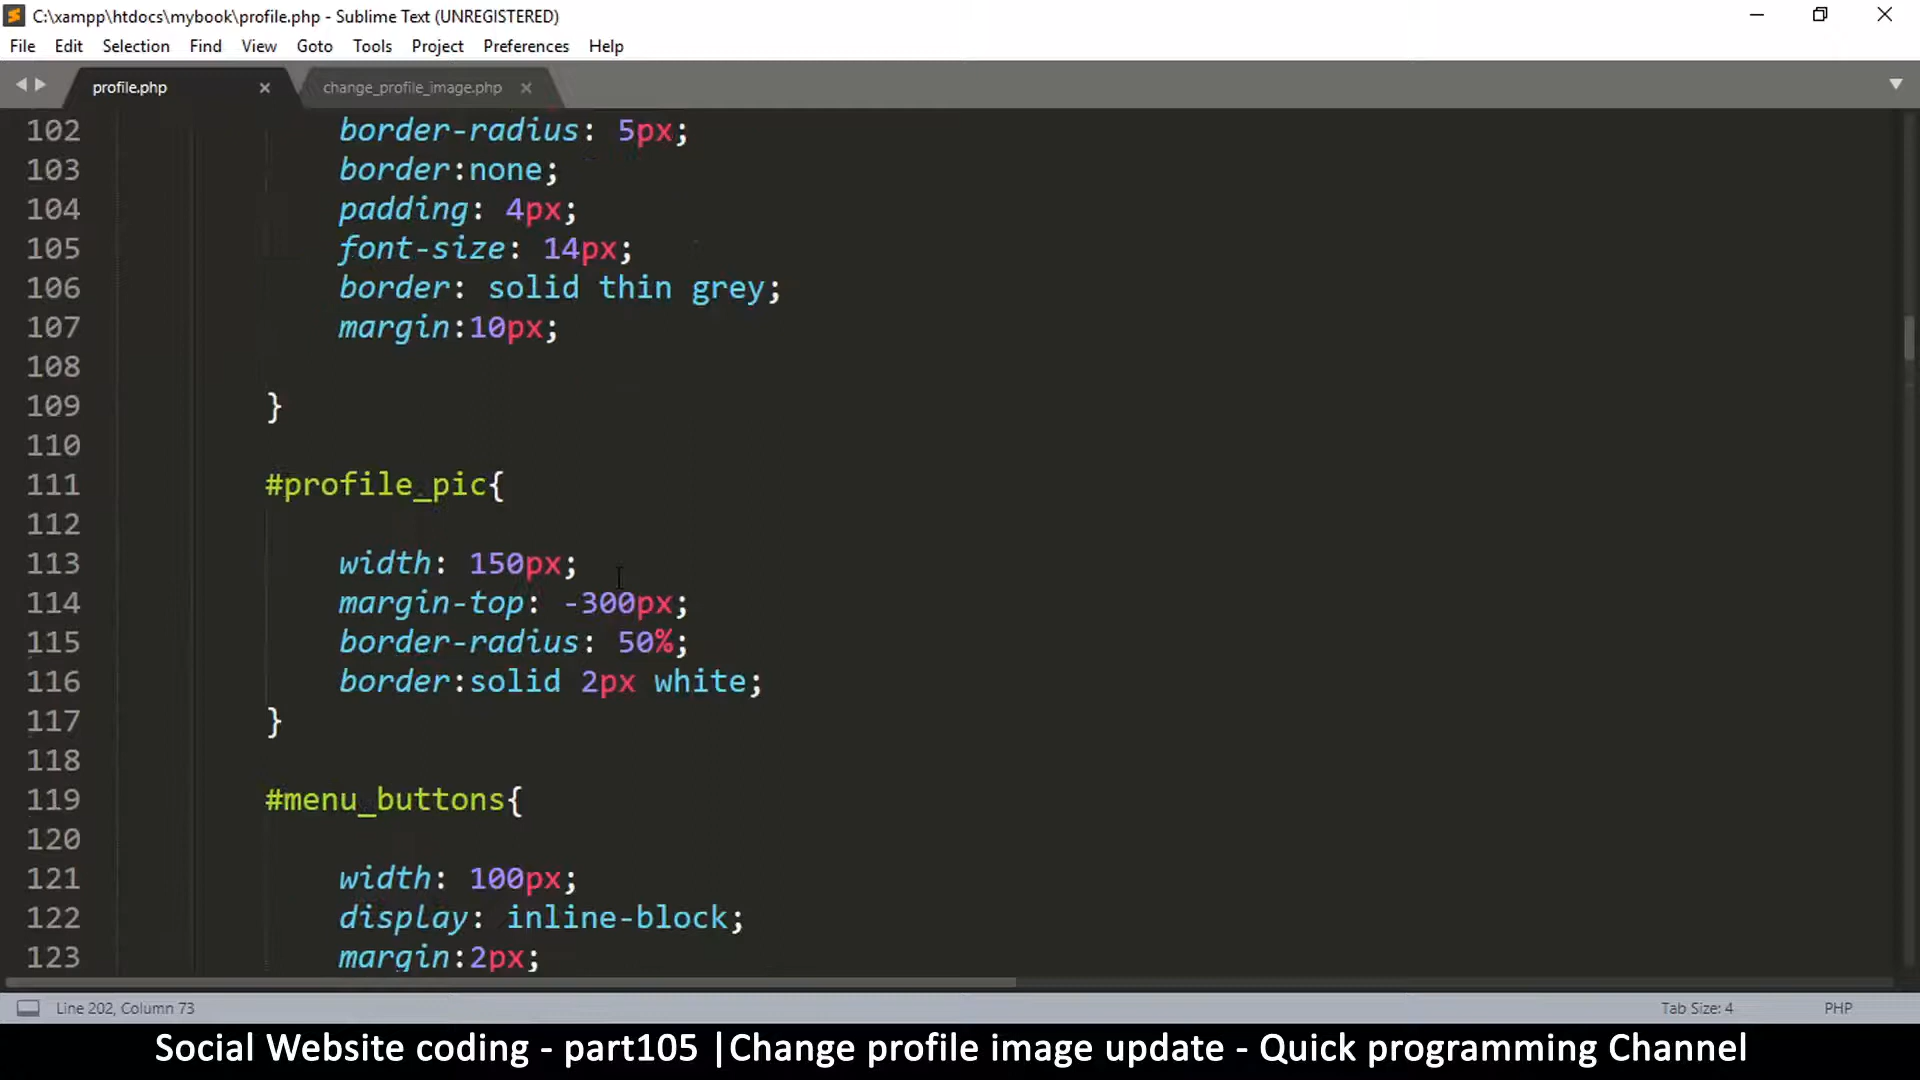 C:\xampp\htdocs\mybook\profile.php - Sublime Text (UNREGISTERED)
File Edit Selection Find View Goto Tools Project Preferences Help
profile.php change_profile_image.php
102 border-radius: 5px;
103 border:none;
104 padding: 4px;
105 font-size: 14px;
106 border: solid thin grey;
107 margin:10px;
108
109 }
110
111 #profile_pic{
112
113 width: 150px;
114 margin-top: -300px;
115 border-radius: 50%;
116 border:solid 2px white;
117 }
118
119 #menu_buttons{
120
121 width: 100px;
122 display: inline-block;
123 margin:2px;
Line 202, Column 73 Tab Size: 4 PHP
Social Website coding - part105 |Change profile image update - Quick programming Channel